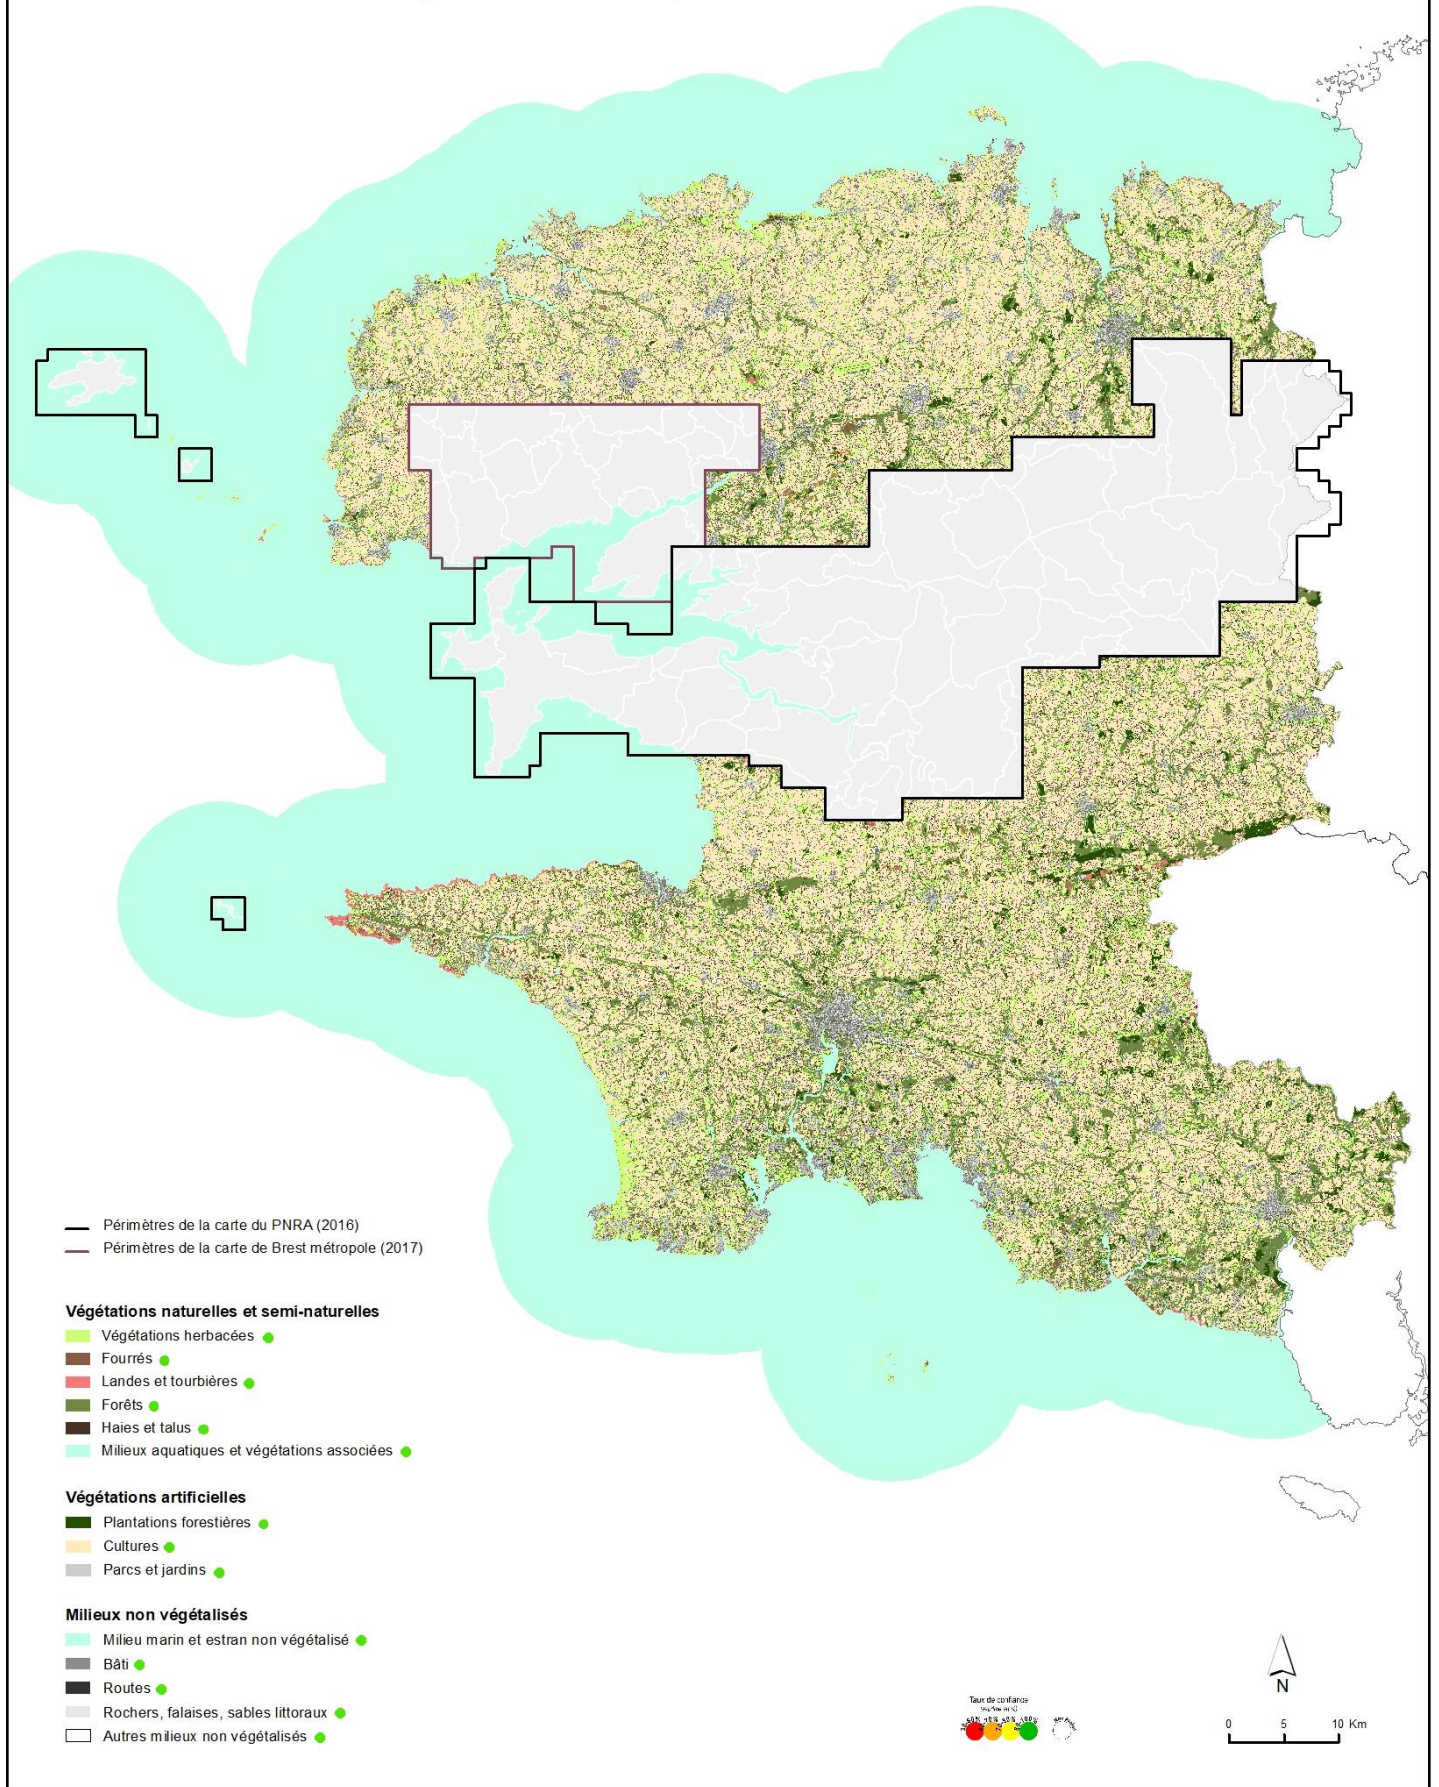 Périmètres de la carte du PNRA (2016)
Périmètres de la carte de Brest métropole (2017)
Végétations naturelles et semi-naturelles
Végétations herbacées
Fourrés
Landes et tourbières
Forêts
Haies et talus
Milieux aquatiques et végétations associées
Végétations artificielles
Plantations forestières
Cultures
Parcs et jardins
Milieux non végétalisés
Milieu marin et estran non végétalisé
Bâti
Routes
Rochers, falaises, sables littoraux
Autres milieux non végétalisés
Taux de confiance
N
0 5 10 Km